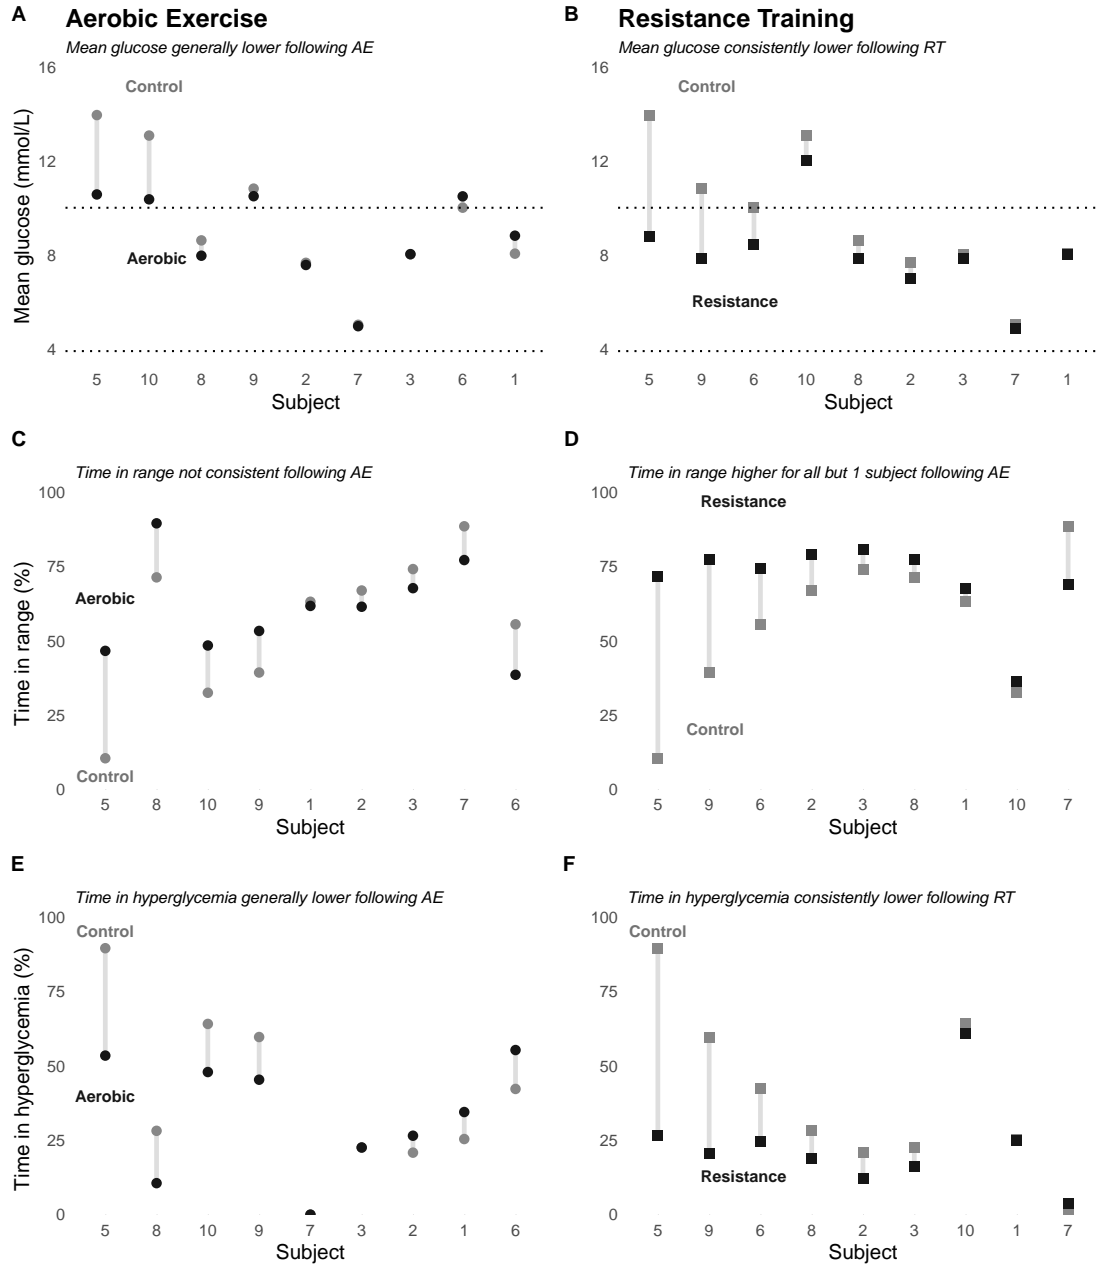 A
Aerobic Exercise
Mean glucose generally lower following AE
Mean glucose (mmol/L)
16
12
8
4
Control
Aerobic
5 10 8 9 2 7 3 6 1
Subject
B
Resistance Training
Mean glucose consistently lower following RT
16
12
8
4
Control
Resistance
5 9 6 10 8 2 3 7 1
Subject
C
Time in range not consistent following AE
Time in range (%)
100
75
50
25
0
Aerobic
Control
5 8 10 9 1 2 3 7 6
Subject
D
Time in range higher for all but 1 subject following AE
100
75
50
25
0
Resistance
Control
5 9 6 2 3 8 1 10 7
Subject
E
Time in hyperglycemia generally lower following AE
Time in hyperglycemia (%)
100
75
50
25
0
Control
Aerobic
5 8 10 9 7 3 2 1 6
Subject
F
Time in hyperglycemia consistently lower following RT
100
75
50
25
0
Control
Resistance
5 9 6 8 2 3 10 1 7
Subject